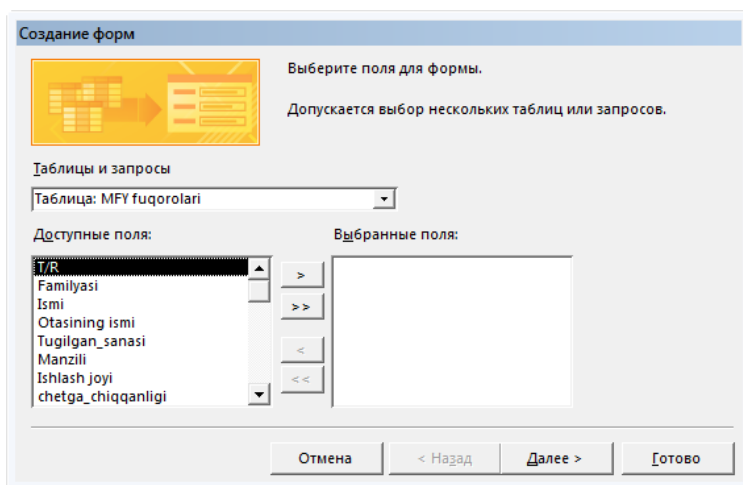 Создание форм
Выберите поля для формы.
Допускается выбор нескольких таблиц или запросов.
Таблицы и запросы
Таблица: MFY fuqorolari
Доступные поля:
Выбранные поля:
T/R
Familyasi
Ismi
Otasining ismi
Tugilgan_sanasi
Manzili
Ishlash joyi
chetga_chiqqanligi
>
>>
<
<<
Отмена
< Назад
Далее >
Готово